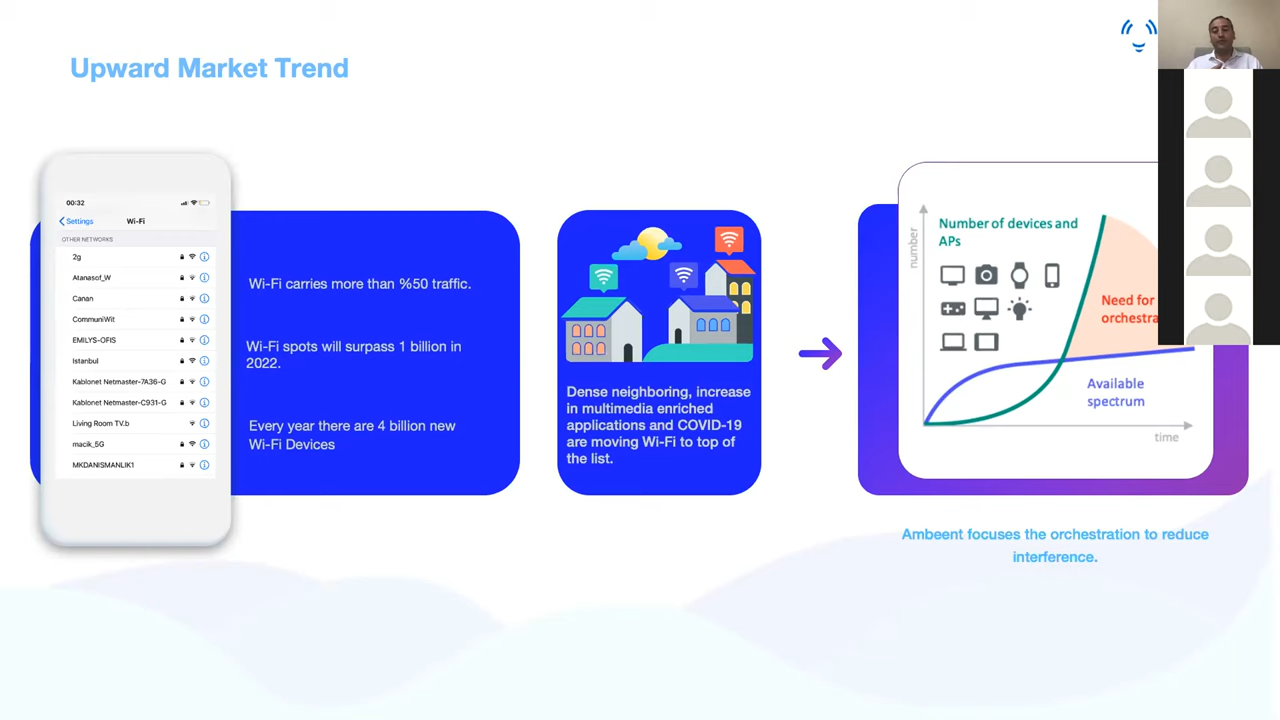 Upward Market Trend
00:32
Settings
Wi-Fi
OTHER NETWORKS
2g
Atanasof_W
Canan
CommuniWit
EMILYS-OFIS
Istanbul
Kablonet Netmaster-7A36-G
Kablonet Netmaster-C931-G
Living Room TV.b
macik_5G
MKDANISMANLIK1
Wi-Fi carries more than %50 traffic.
Wi-Fi spots will surpass 1 billion in
2022.
Every year there are 4 billion new
Wi-Fi Devices
Dense neighboring, increase
in multimedia enriched
applications and COVID-19
are moving Wi-Fi to top of
the list.
number
Number of devices and
APs
Need for
orchestra
Available
spectrum
time
Ambeent focuses the orchestration to reduce
interference.